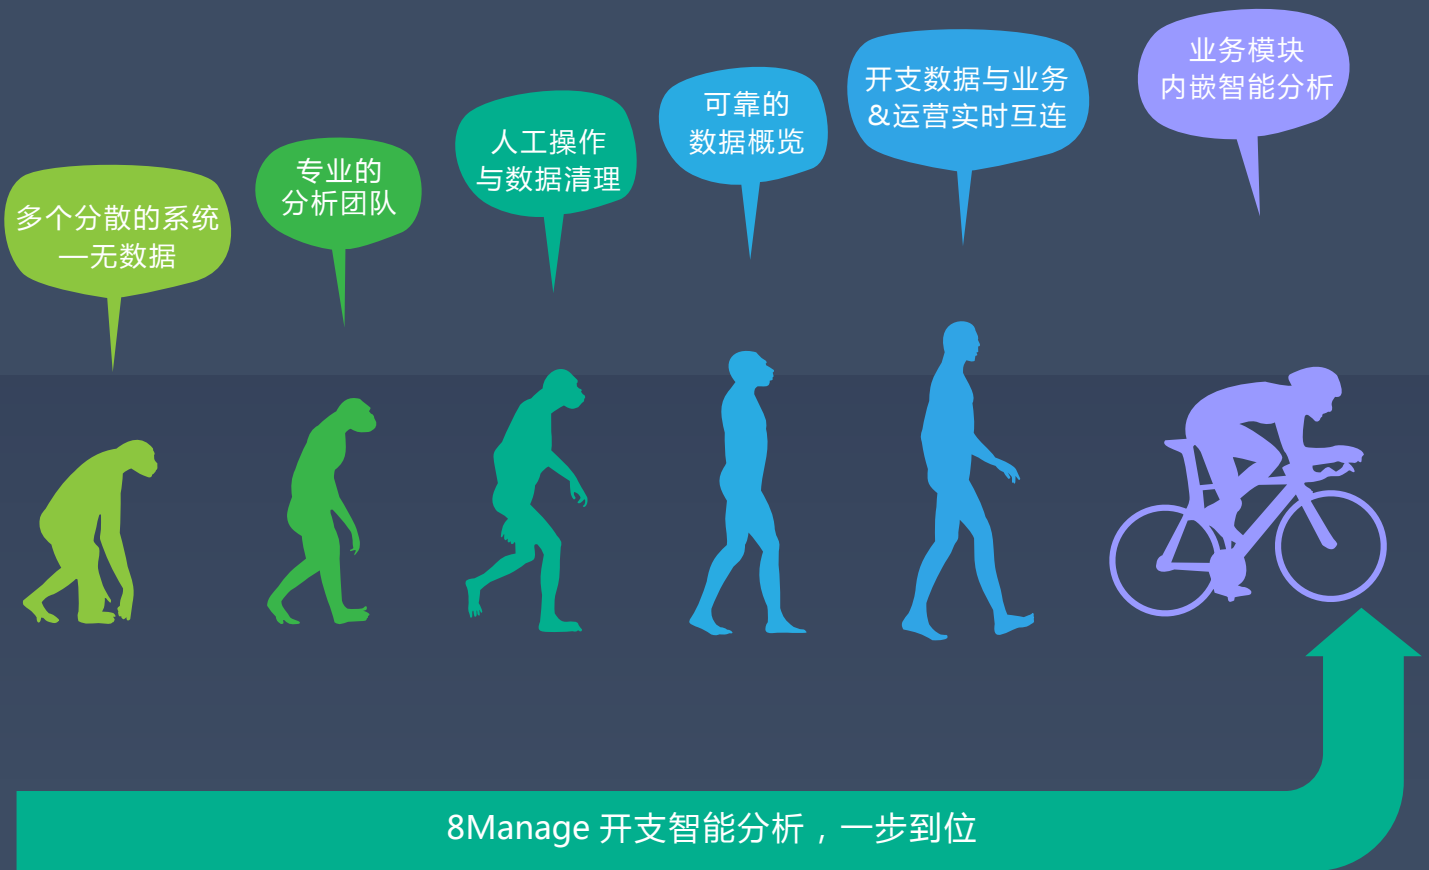 多个分散的系统
—无数据
专业的
分析团队
人工操作
与数据清理
可靠的
数据概览
开支数据与业务
&运营实时互连
业务模块
内嵌智能分析
8Manage 开支智能分析，一步到位